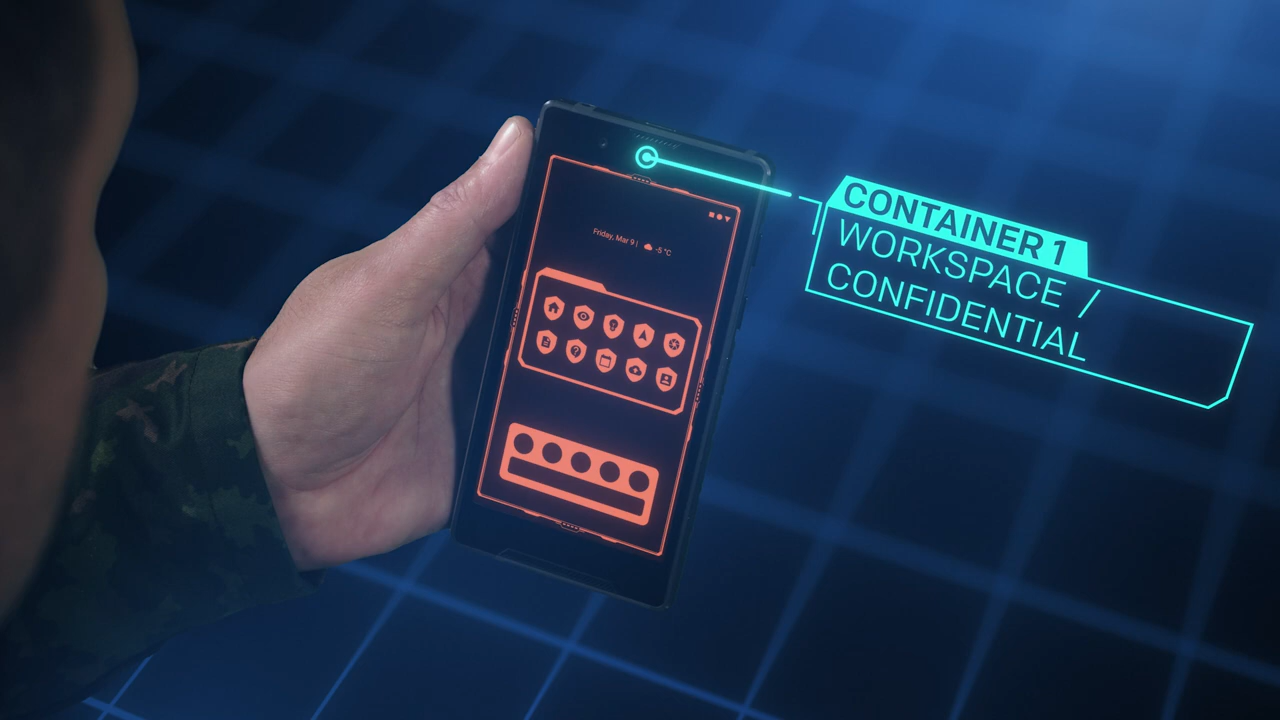 Friday, Mar 9 | -5 °C
CONTAINER 1
WORKSPACE /
CONFIDENTIAL